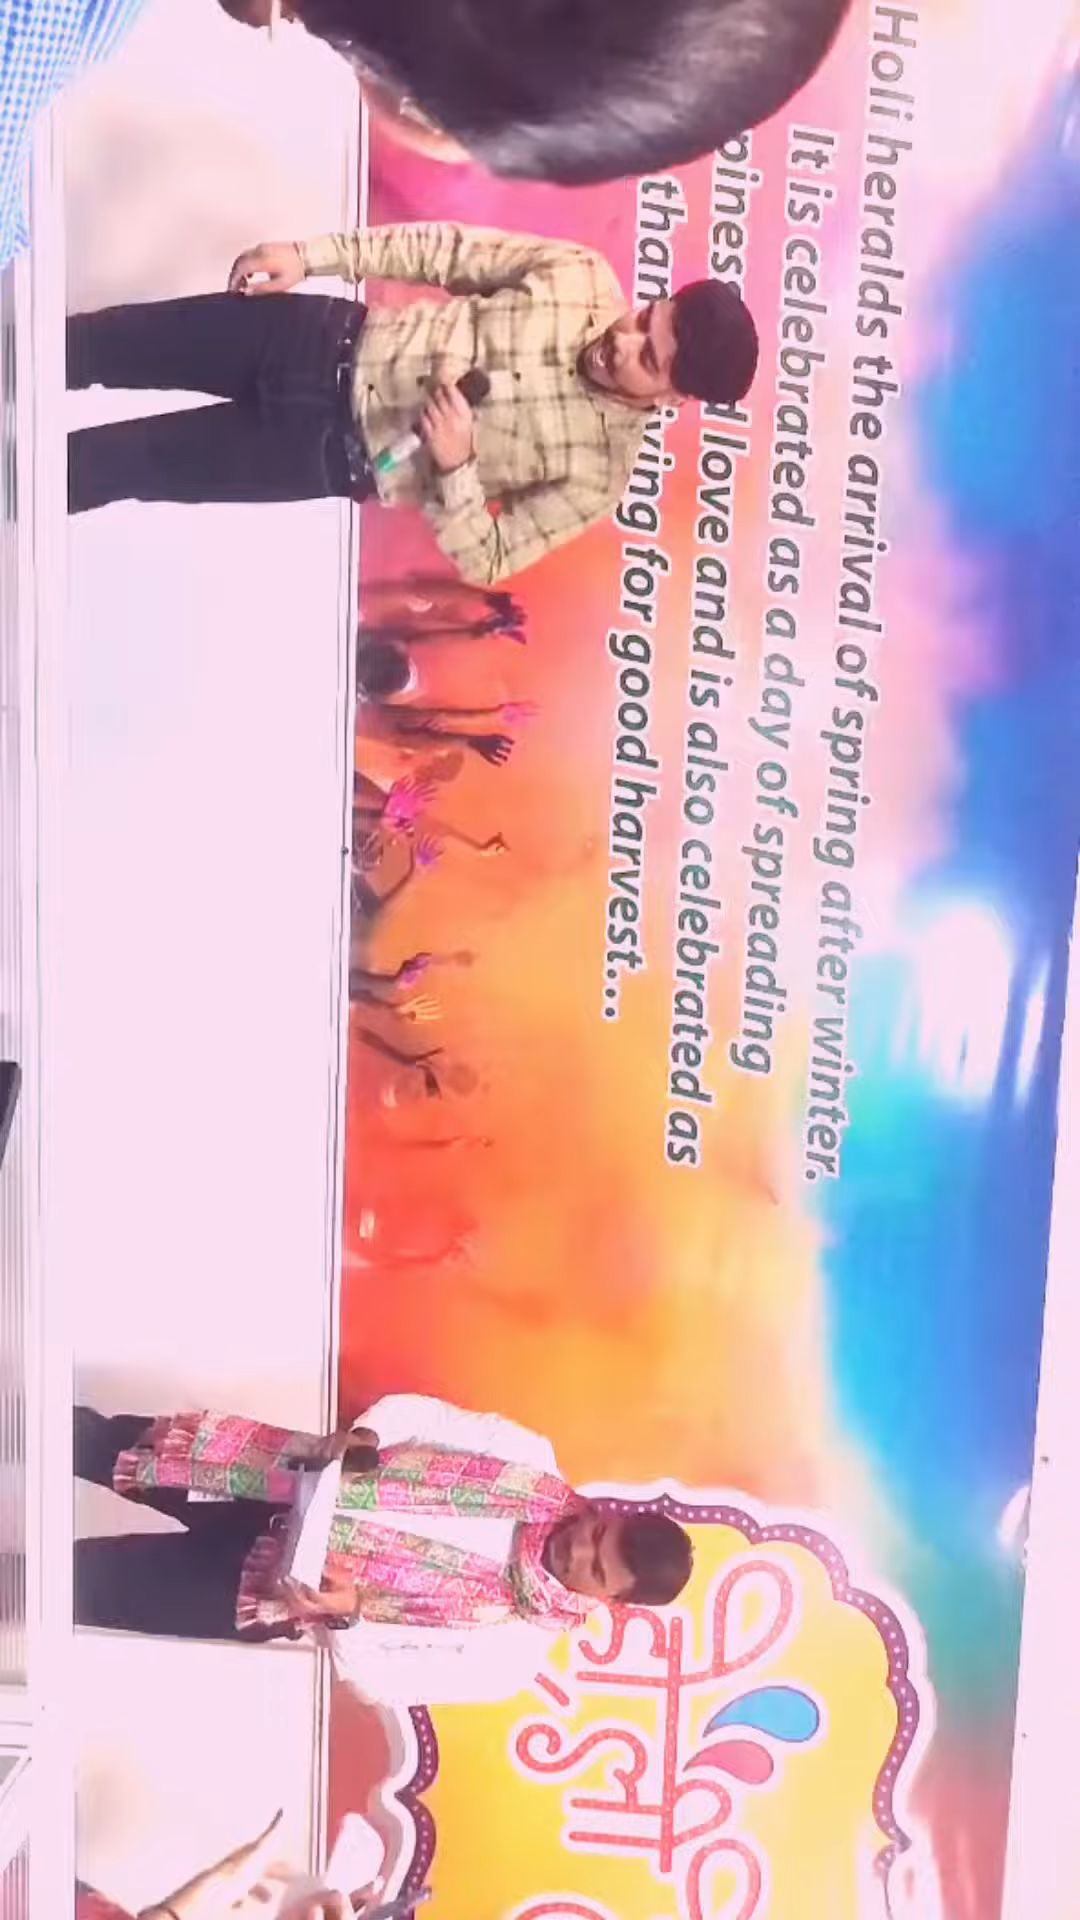 Holi heralds the arrival of spring after winter.
It is celebrated as a day of spreading
love and is also celebrated as
for good harvest...
होली